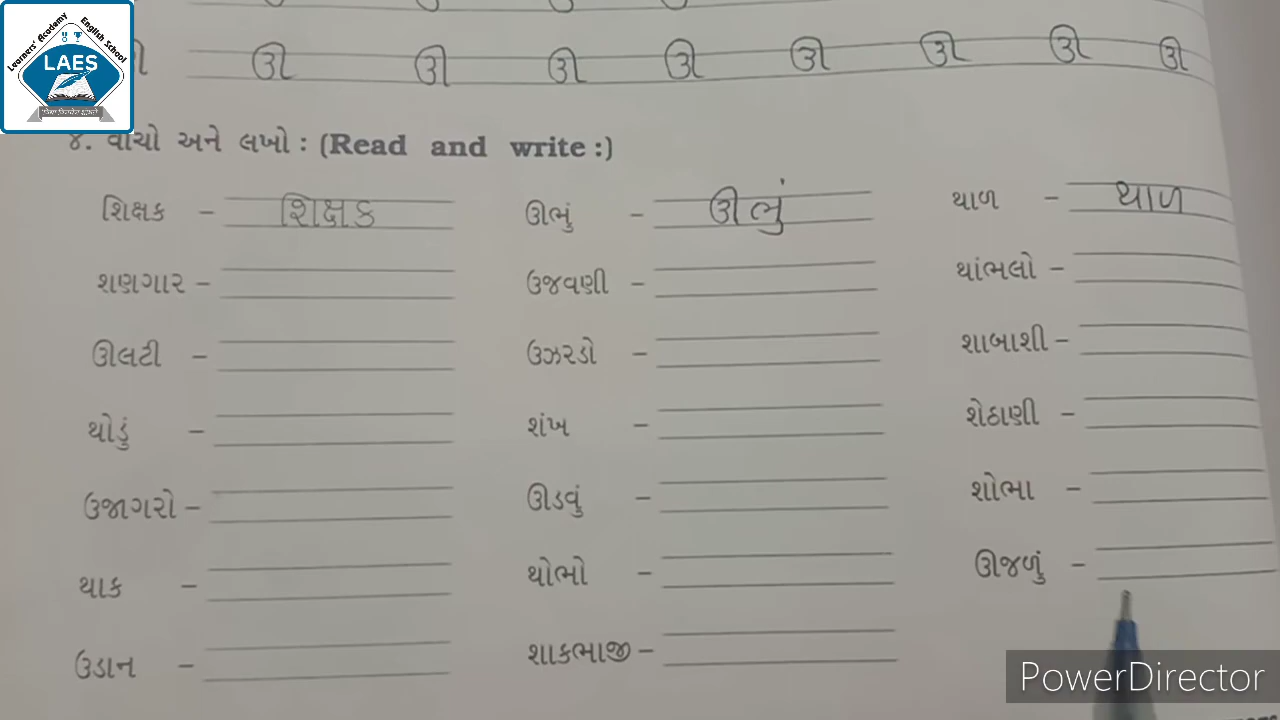 Learners' Academy English School
LAES
ઊ ઊ ઊ ઊ ઊ ઊ ઊ ઊ
૪. વાંચો અને લખો : (Read and write :)
શિક્ષક – શિક્ષક ઊભું – ઊભું થાળ – થાળ
શણગાર – ઉજવણી – થાંભલો –
ઊલટી – ઉઝરડો – શાબાશી –
થોડું – શંખ – શેઠાણી –
ઉજાગરો – ઊડવું – શોભા –
થાક – થોભો – ઊજળું –
ઉડાન – શાકભાજી –
PowerDirector